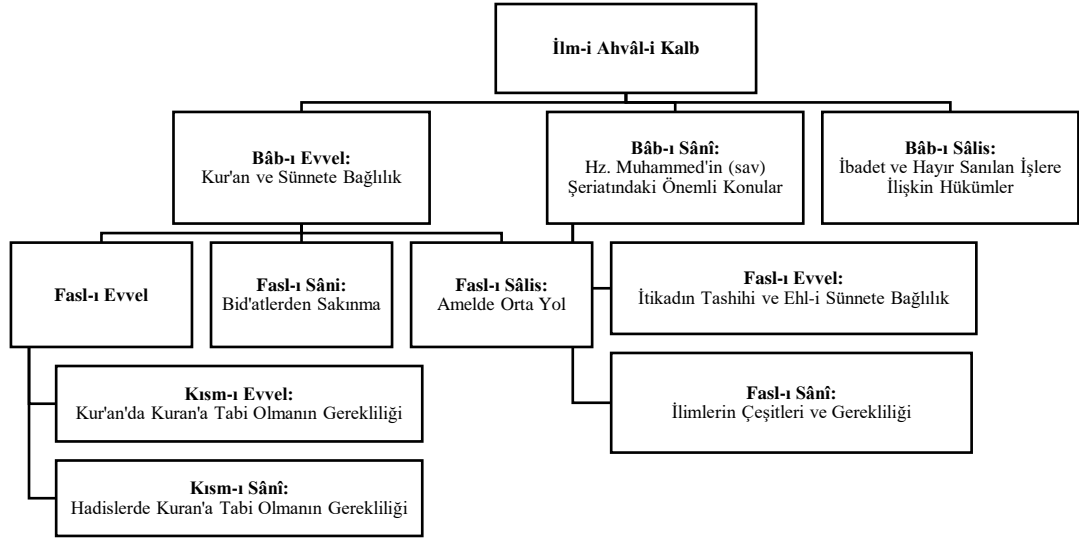 İlm-i Ahvâl-i Kalb
Bâb-ı Evvel:
Kur'an ve Sünnete Bağlılık
Bâb-ı Sânî:
Hz. Muhammed'in (sav)
Şeriatındaki Önemli Konular
Bâb-ı Sâlis:
İbadet ve Hayır Sanılan İşlere
İlişkin Hükümler
Fasl-ı Evvel
Fasl-ı Sâni:
Bid'atlerden Sakınma
Fasl-ı Sâlis:
Amelde Orta Yol
Fasl-ı Evvel:
İtikadın Tashihi ve Ehl-i Sünnete Bağlılık
Kısm-ı Evvel:
Kur'an'da Kuran'a Tabi Olmanın Gerekliliği
Fasl-ı Sânî:
İlimlerin Çeşitleri ve Gerekliliği
Kısm-ı Sânî:
Hadislerde Kuran'a Tabi Olmanın Gerekliliği